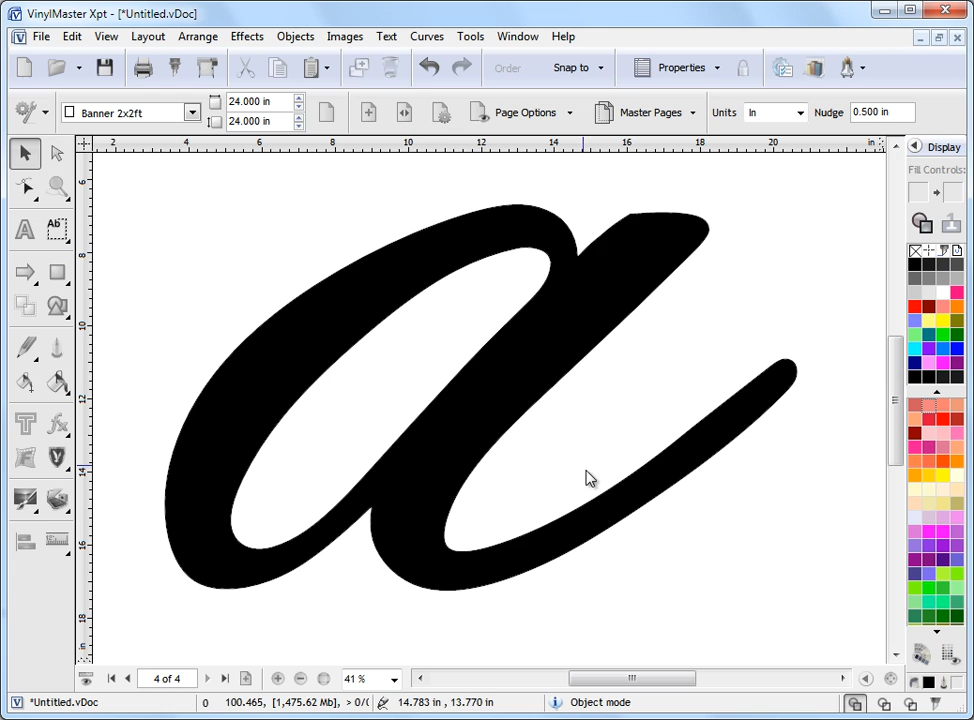 VinylMaster Xpt - [*Untitled.vDoc]
File Edit View Layout Arrange Effects Objects Images Text Curves Tools Window Help
Order Snap to Properties
Banner 2x2ft 24.000 in 24.000 in Page Options Master Pages Units In Nudge 0.500 in
2 4 6 8 10 12 14 16 18 20 in
Display
Fill Controls:
6
8
10
12
14
16
18
in
a
4 of 4 41 %
*Untitled.vDoc 0 100.465, [1,475.62 Mb], > 0/( 14.783 in , 13.770 in Object mode